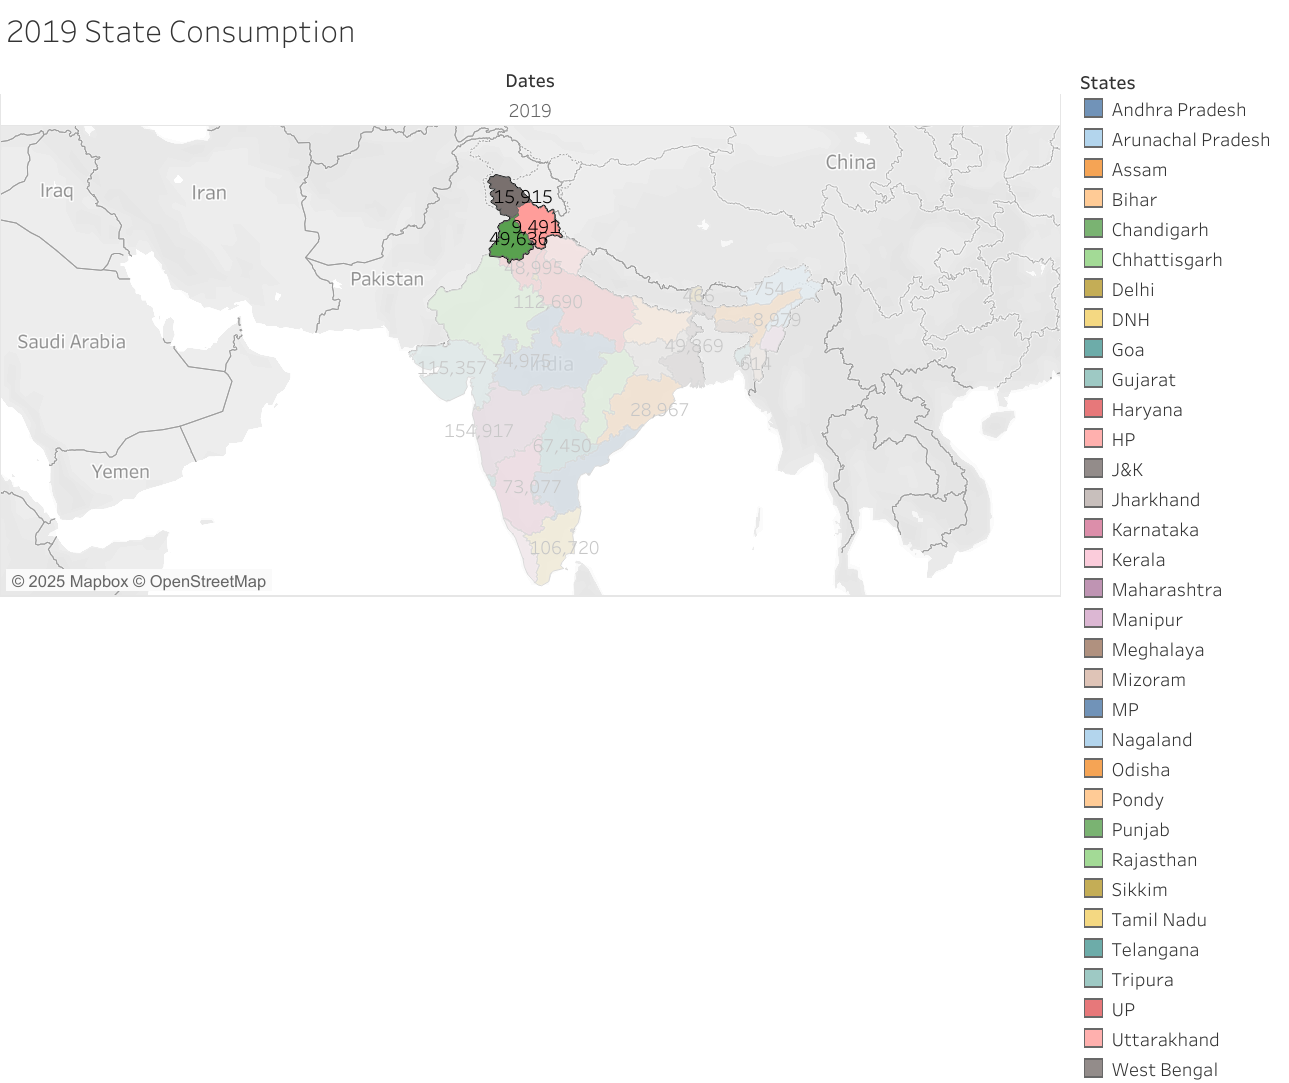 2019 State Consumption
Dates
2019
States
Andhra Pradesh
Arunachal Pradesh
Assam
Bihar
Chandigarh
Chhattisgarh
Delhi
DNH
Goa
Gujarat
Haryana
HP
J&K
Jharkhand
Karnataka
Kerala
Maharashtra
Manipur
Meghalaya
Mizoram
MP
Nagaland
Odisha
Pondy
Punjab
Rajasthan
Sikkim
Tamil Nadu
Telangana
Tripura
UP
Uttarakhand
West Bengal
China
Iraq
Iran
15,915
9,491
49,636
48,995
Pakistan
754
466
112,690
8,979
Saudi Arabia
49,869
74,975
India
614
115,357
28,967
154,917
67,450
Yemen
73,077
106,720
© 2025 Mapbox © OpenStreetMap